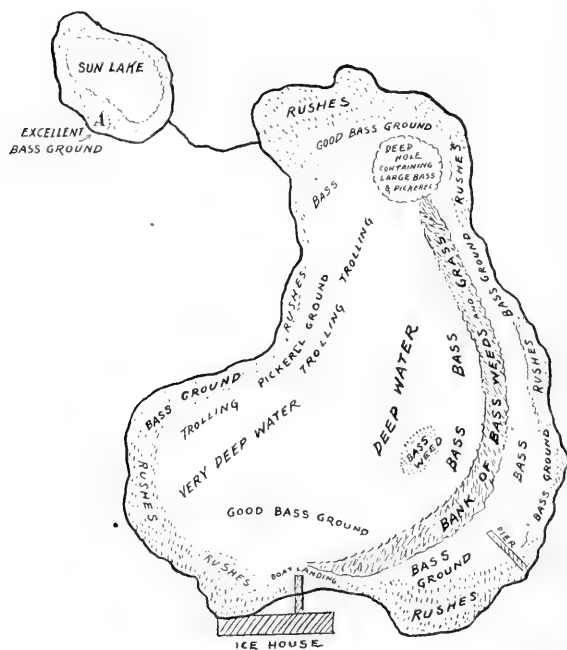 SUN LAKE
A
EXCELLENT
BASS GROUND
RUSHES
GOOD BASS GROUND
DEEP
HOLE
CONTAINING
LARGE BASS
& PICKEREL
RUSHES
BASS
TROLLING
GRASS
BASS GROUND
RUSHES
PICKEREL GROUND
TROLLING
DEEP WATER
BASS
BANK OF BASS WEEDS AND GRASS
RUSHES
BASS GROUND
TROLLING
VERY DEEP WATER
BASS
WEED
BASS
BASS
BASS GROUND
RUSHES
GOOD BASS GROUND
PIER
RUSHES
BOAT LANDING
BASS
GROUND
RUSHES
ICE HOUSE